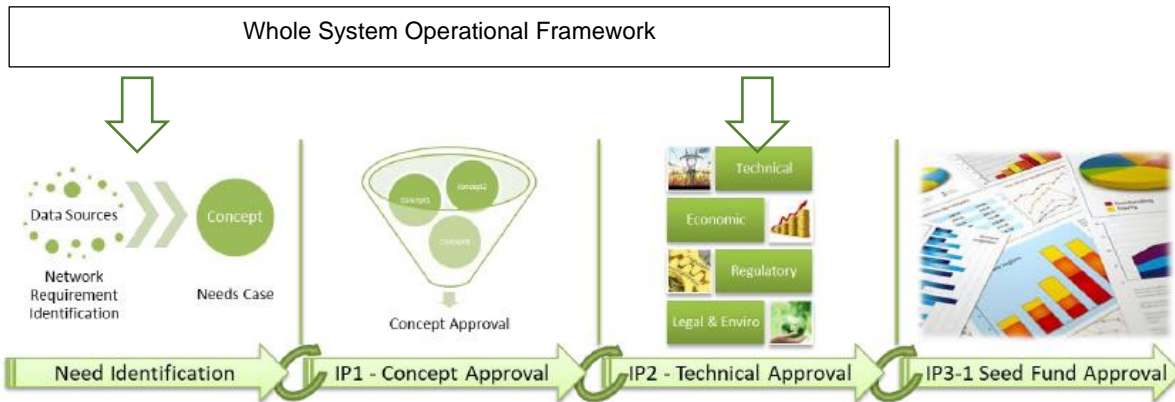 Whole System Operational Framework
Data Sources
Concept
Network
Requirement
Identification
Needs Case
Concept2
Concept Approval
Technical
Economic
Regulatory
Legal & Enviro
Need Identification
IP1 - Concept Approval
IP2 - Technical Approval
IP3-1 Seed Fund Approval